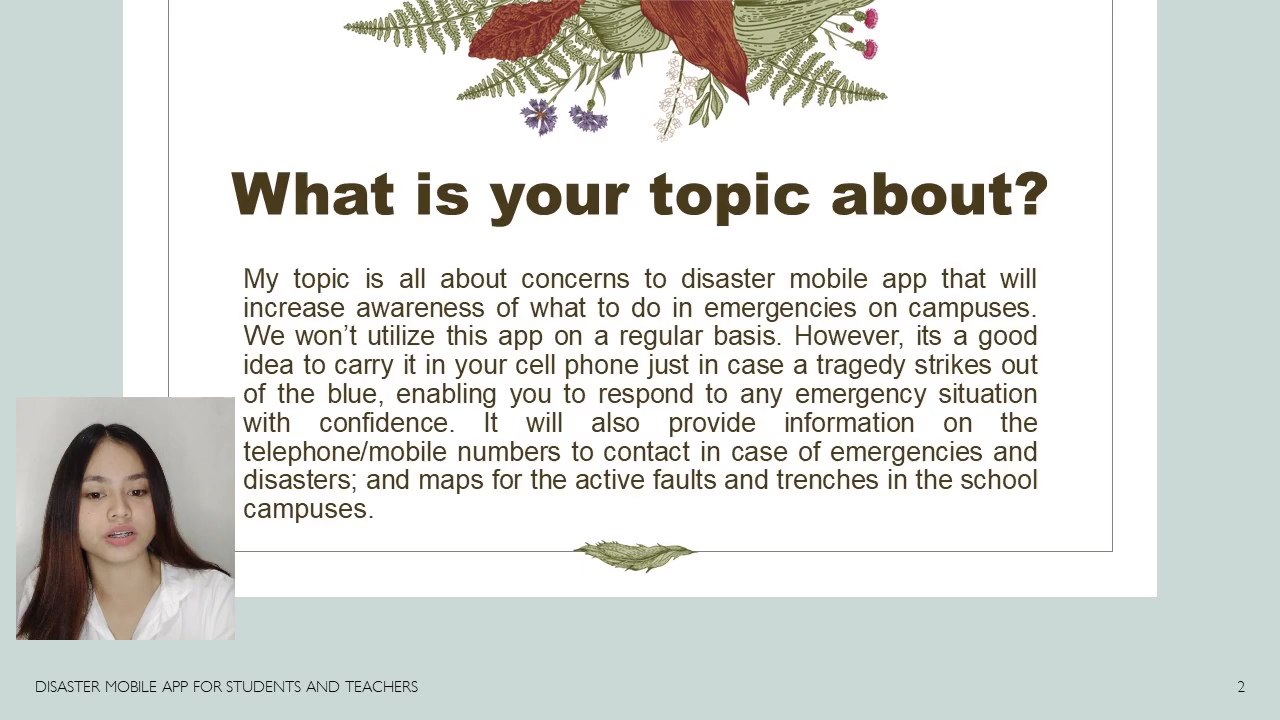 What is your topic about?
My topic is all about concerns to disaster mobile app that will
increase awareness of what to do in emergencies on campuses.
We won’t utilize this app on a regular basis. However, its a good
idea to carry it in your cell phone just in case a tragedy strikes out
of the blue, enabling you to respond to any emergency situation
with confidence. It will also provide information on the
telephone/mobile numbers to contact in case of emergencies and
disasters; and maps for the active faults and trenches in the school
campuses.
DISASTER MOBILE APP FOR STUDENTS AND TEACHERS
2